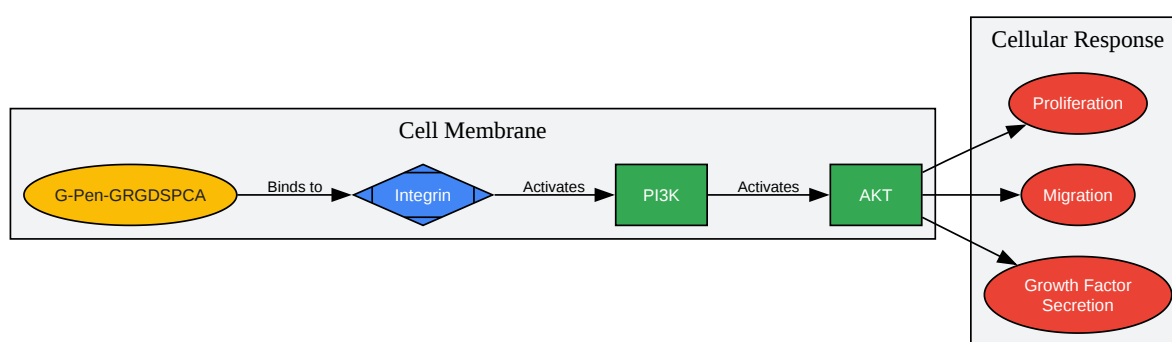 Cellular Response
Proliferation
Cell Membrane
G-Pen-GRGDSPCA
Binds to
Integrin
Activates
PI3K
Activates
AKT
Migration
Growth Factor
Secretion